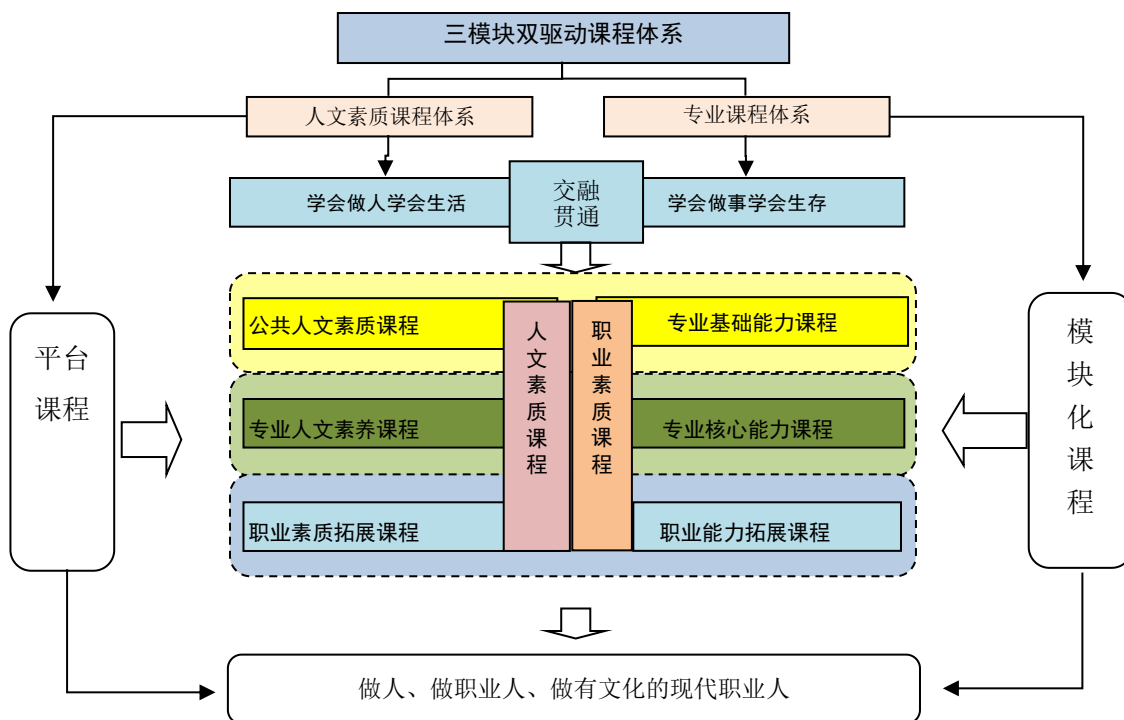 三模块双驱动课程体系
人文素质课程体系
专业课程体系
学会做人学会生活
交融
贯通
学会做事学会生存
平台
课程
公共人文素质课程
专业基础能力课程
专业人文素养课程
专业核心能力课程
职业素质拓展课程
职业能力拓展课程
人文素质课程
职业素质课程
模块化课程
做人、做职业人、做有文化的现代职业人